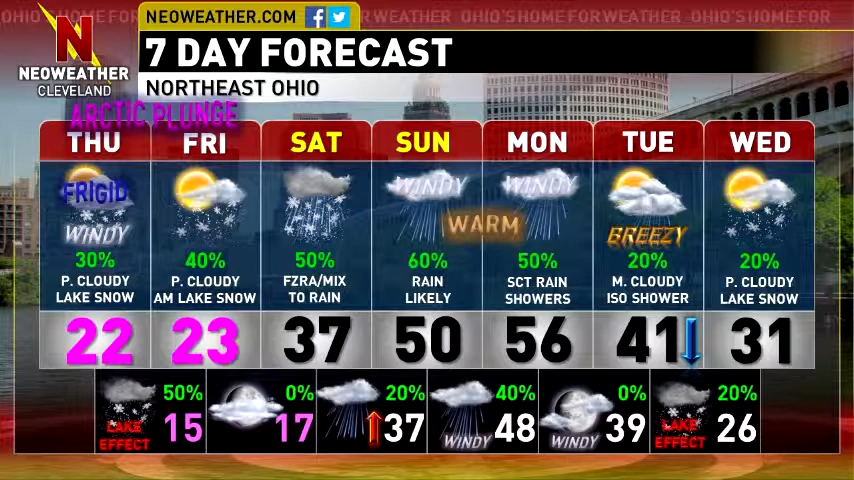 OHIO'S HOME FOR WEATHER OHIO'S HOME FOR WEATHER OHIO'S HOME FOR
NEOWEATHER.COM
N
NEOWEATHER
CLEVELAND
7 DAY FORECAST
NORTHEAST OHIO
ARCTIC PLUNGE
THU FRI SAT SUN MON TUE WED
FRIGID WINDY WINDY
WARM
WINDY BREEZY
30% 40% 50% 60% 50% 20% 20%
P. CLOUDY P. CLOUDY FZRA/MIX RAIN SCT RAIN M. CLOUDY P. CLOUDY
LAKE SNOW AM LAKE SNOW TO RAIN LIKELY SHOWERS ISO SHOWER LAKE SNOW
22 23 37 50 56 41 31
50% 0% 20% 40% 0% 20%
LAKE EFFECT 15 17 37 WINDY 48 WINDY 39 LAKE EFFECT 26